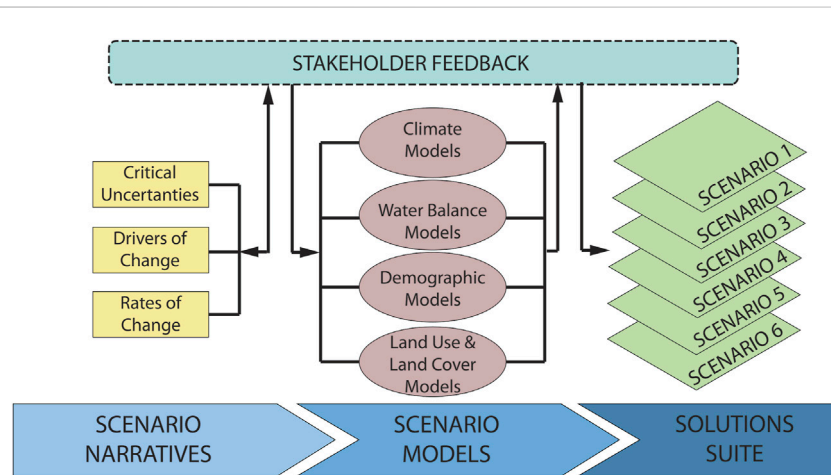 STAKEHOLDER FEEDBACK
Critical
Uncertanties
Drivers of
Change
Rates of
Change
Climate
Models
Water Balance
Models
Demographic
Models
Land Use &
Land Cover
Models
SCENARIO 1
SCENARIO 2
SCENARIO 3
SCENARIO 4
SCENARIO 5
SCENARIO 6
SCENARIO
NARRATIVES
SCENARIO
MODELS
SOLUTIONS
SUITE